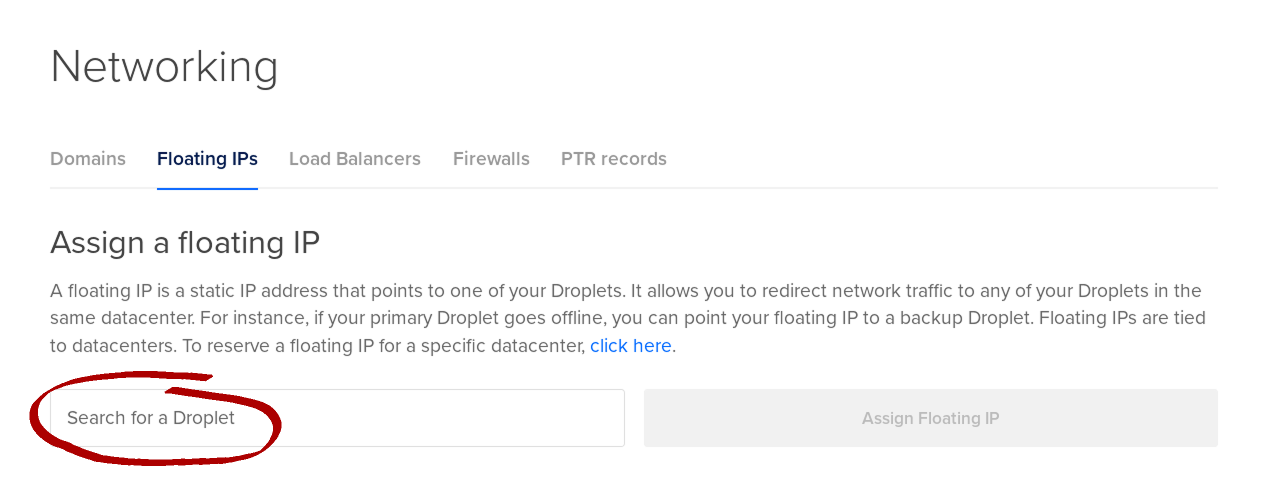 Networking
Domains Floating IPs Load Balancers Firewalls PTR records
Assign a floating IP
A floating IP is a static IP address that points to one of your Droplets. It allows you to redirect network traffic to any of your Droplets in the
same datacenter. For instance, if your primary Droplet goes offline, you can point your floating IP to a backup Droplet. Floating IPs are tied
to datacenters. To reserve a floating IP for a specific datacenter, click here.
Search for a Droplet Assign Floating IP